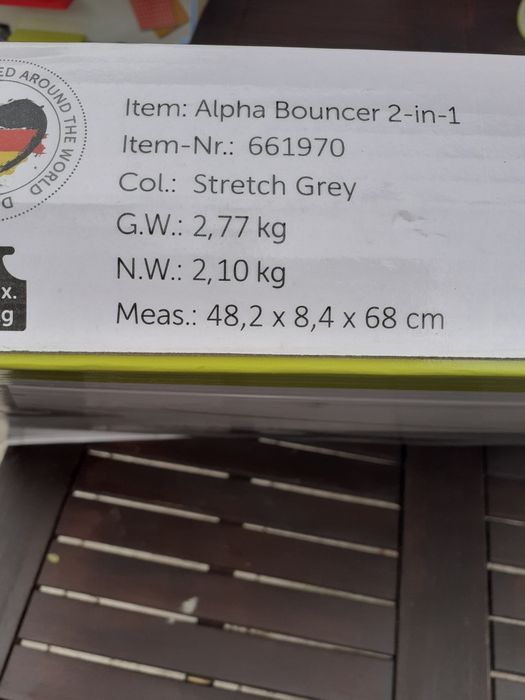 AROUND THE WORLD
Item: Alpha Bouncer 2-in-1
Item-Nr.: 661970
Col.: Stretch Grey
G.W.: 2,77 kg
N.W.: 2,10 kg
Meas.: 48,2 x 8,4 x 68 cm